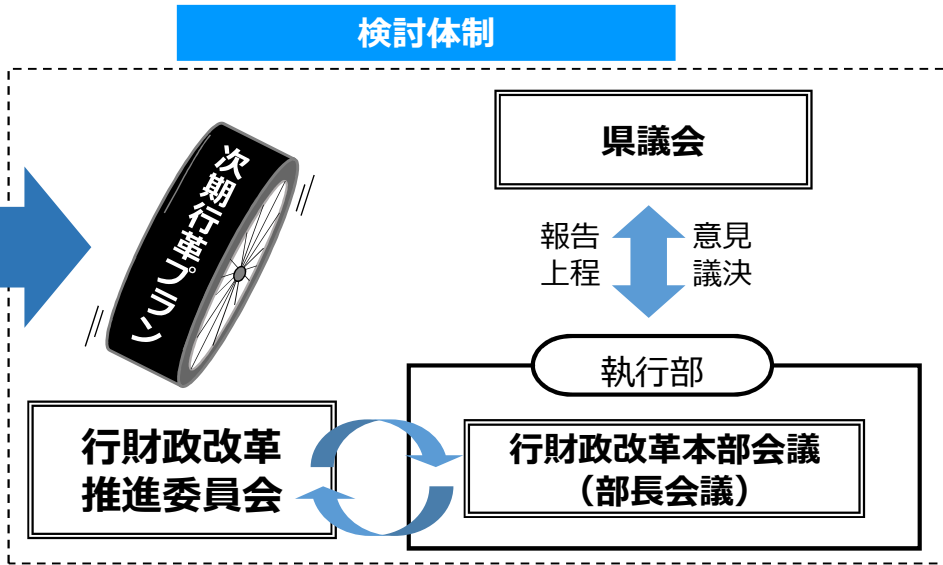 検討体制
県議会
次期行革プラン
報告
上程
意見
議決
執行部
行財政改革
推進委員会
行財政改革本部会議
（部長会議）